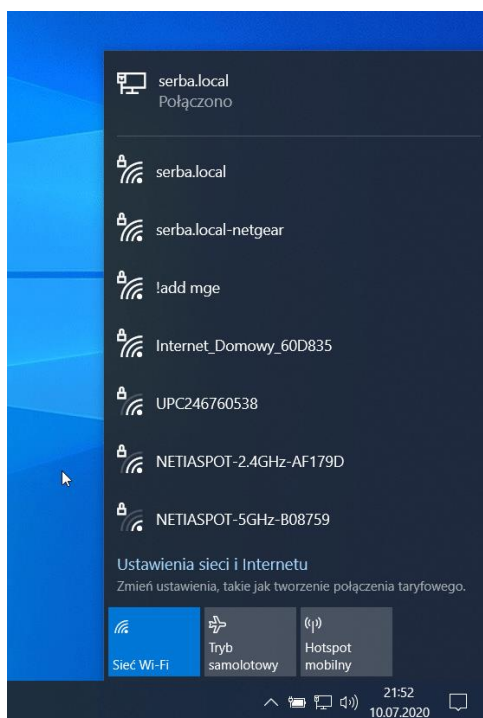 serba.local
Połączono
serba.local
serba.local-netgear
!add mge
Internet_Domowy_60D835
UPC246760538
NETIASPOT-2.4GHz-AF179D
NETIASPOT-5GHz-B08759
Ustawienia sieci i Internetu
Zmień ustawienia, takie jak tworzenie połączenia taryfowego.
Sieć Wi-Fi
Tryb
samolotowy
Hotspot
mobilny
21:52
10.07.2020